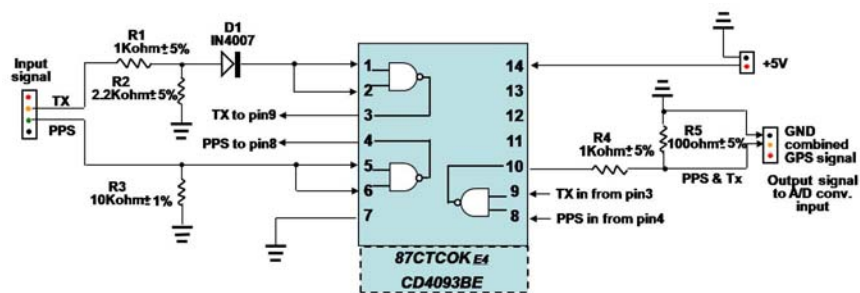 D1
IN4007
R1
1Kohm±5%
Input
signal
R2
2.2Kohm±5%
TX
PPS
R3
10Kohm±1%
TX to pin9
PPS to pin8
1
2
3
4
5
6
7
14
13
12
11
10
9
8
87CTCOK E4
CD4093BE
+5V
R4
1Kohm±5%
R5
100ohm±5%
PPS & Tx
TX in from pin3
PPS in from pin4
GND
combined
GPS signal
Output signal
to A/D conv.
input